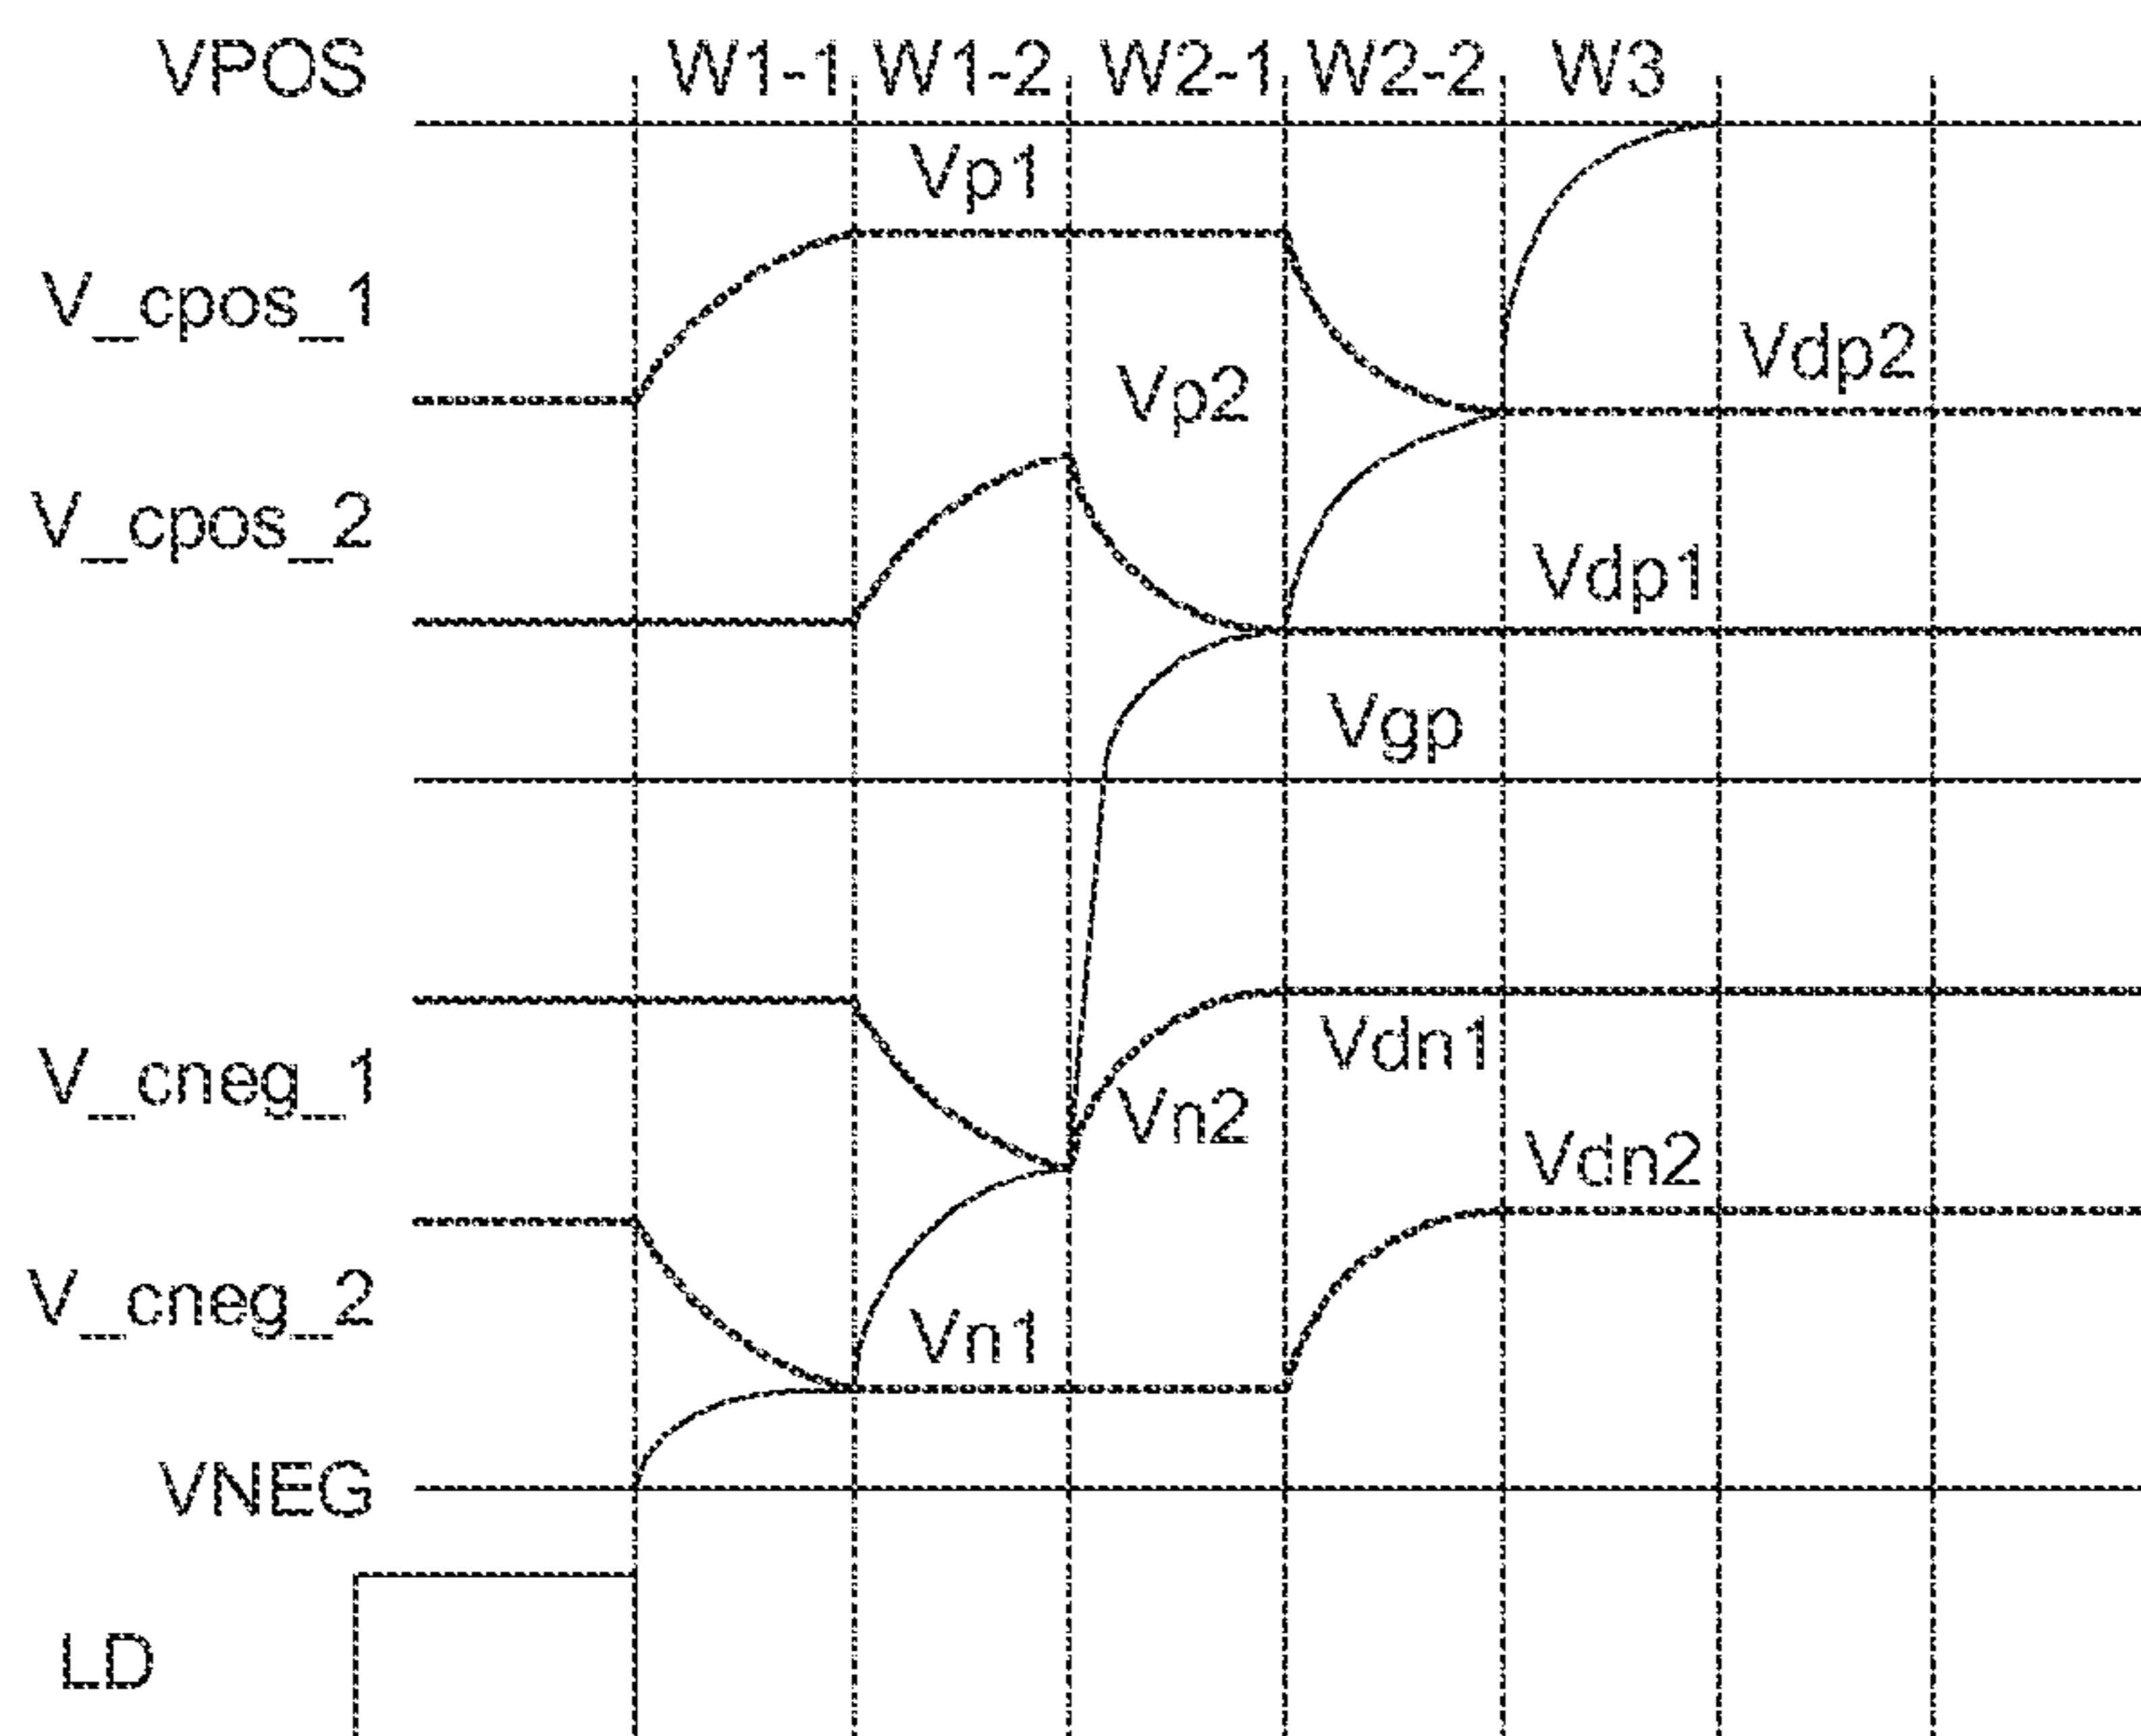 VPOS W1-1 W1-2 W2-1 W2-2 W3
Vp1
V_cpos_1
Vdp2
Vp2
V_cpos_2
Vdp1
Vgp
Vdn1
V_cneg_1
Vn2
Vdn2
V_cneg_2
Vn1
VNEG
LD